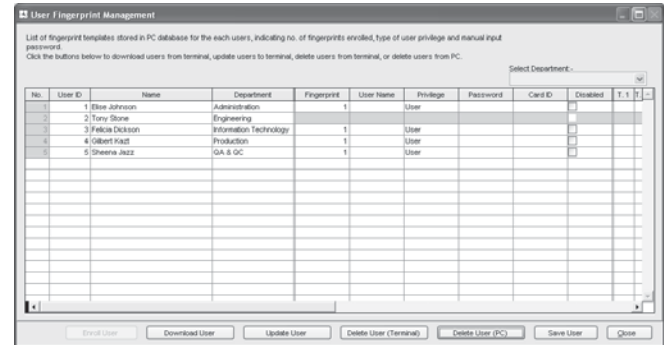 User Fingerprint Management
List of fingerprint templates stored in PC database for the each users, indicating no. of fingerprints enrolled, type of user privilege and manual input
password.
Click the buttons below to download users from terminal, update users to terminal, delete users from terminal, or delete users from PC.
Select Department:-
No. User ID Name Department Fingerprint User Name Privilege Password Card ID Disabled T. 1 T.
1 1 Elise Johnson Administration 1 User
2 2 Tony Stone Engineering
3 3 Felicia Dickson Information Technology 1 User
4 4 Gilbert Kazt Production 1 User
5 5 Sheena Jazz QA & QC 1 User
Enroll User Download User Update User Delete User (Terminal) Delete User (PC) Save User Close